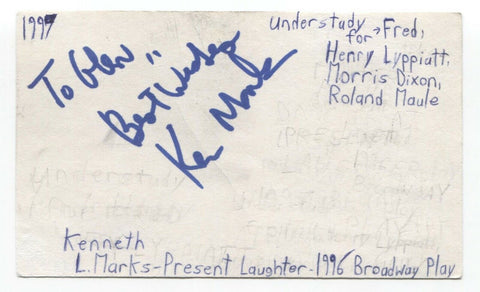 1997
understudy
for → Fred,
Henry Lyppiatt,
Morris Dixon,
Roland Maule
To Glen,,
Best Wishes
Ken Marks
Kenneth
L. Marks - Present Laughter - 1996 Broadway Play